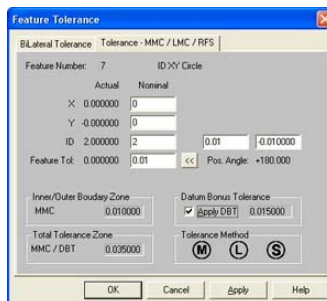 Feature Tolerance
BiLateral Tolerance Tolerance - MMC / LMC / RFS
Feature Number: 7 ID XY Circle
Actual Nominal
X 0.000000 0
Y -0.000000 0
ID 2.000000 2 0.01 -0.010000
Feature Tol: 0.000000 0.01 << Pos. Angle: +180.000
Inner/Outer Boudary Zone
MMC 0.010000
Datum Bonus Tolerance
Apply DBT 0.015000
Total Tolerance Zone
MMC / DBT 0.035000
Tolerance Method
M L S
OK Cancel Apply Help